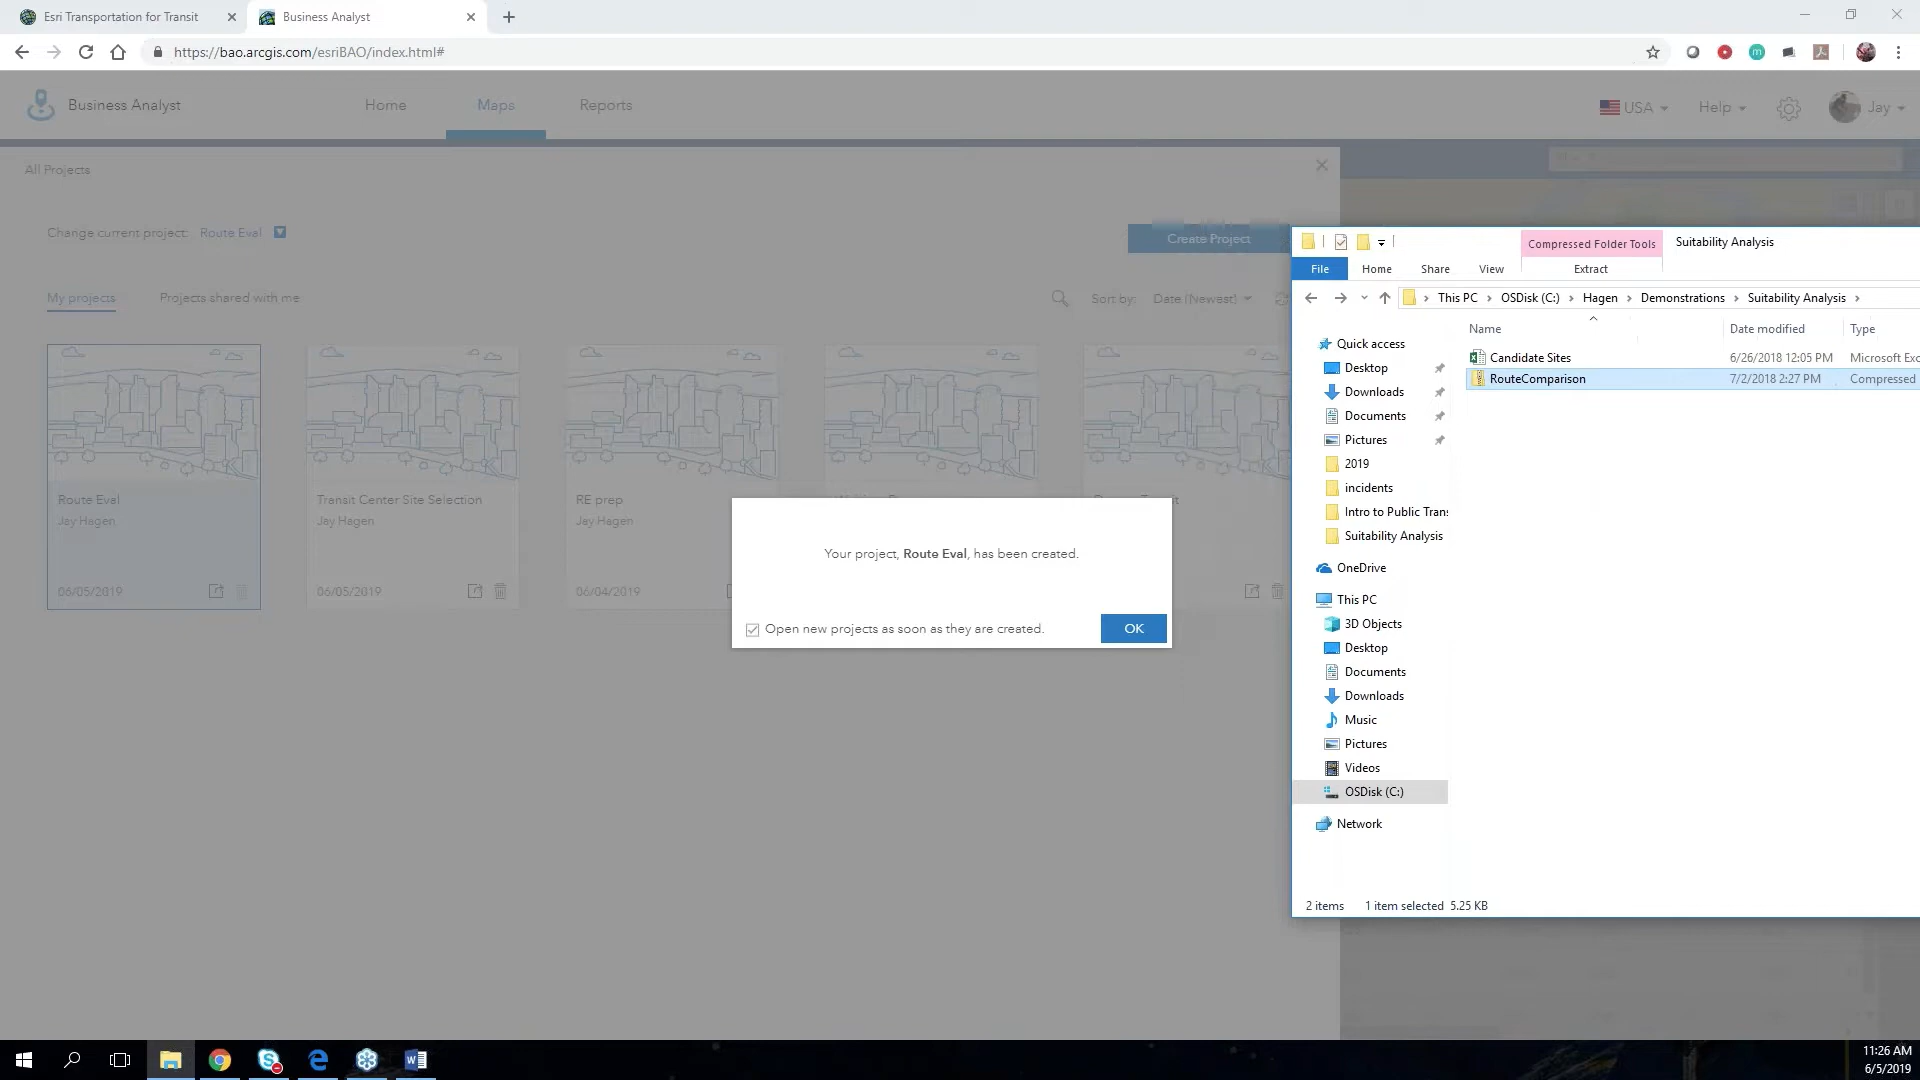 Esri Transportation for Transit
Business Analyst
https://bao.arcgis.com/esriBAO/index.html#
Business Analyst
Home
Maps
Reports
USA
Help
Jay
All Projects
Change current project: Route Eval
Create Project
My projects
Projects shared with me
Sort by: Date (Newest)
Route Eval
Jay Hagen
06/05/2019
Transit Center Site Selection
Jay Hagen
06/05/2019
RE prep
Jay Hagen
06/04/2019
Your project, Route Eval, has been created.
Open new projects as soon as they are created.
OK
Compressed Folder Tools
Suitability Analysis
File
Home
Share
View
Extract
This PC
OSDisk (C:)
Hagen
Demonstrations
Suitability Analysis
Name
Date modified
Type
Candidate Sites
6/26/2018 12:05 PM
Microsoft Exc
RouteComparison
7/2/2018 2:27 PM
Compressed
Quick access
Desktop
Downloads
Documents
Pictures
2019
incidents
Intro to Public Trans
Suitability Analysis
OneDrive
This PC
3D Objects
Desktop
Documents
Downloads
Music
Pictures
Videos
OSDisk (C:)
Network
2 items
1 item selected 5.25 KB
11:26 AM
6/5/2019